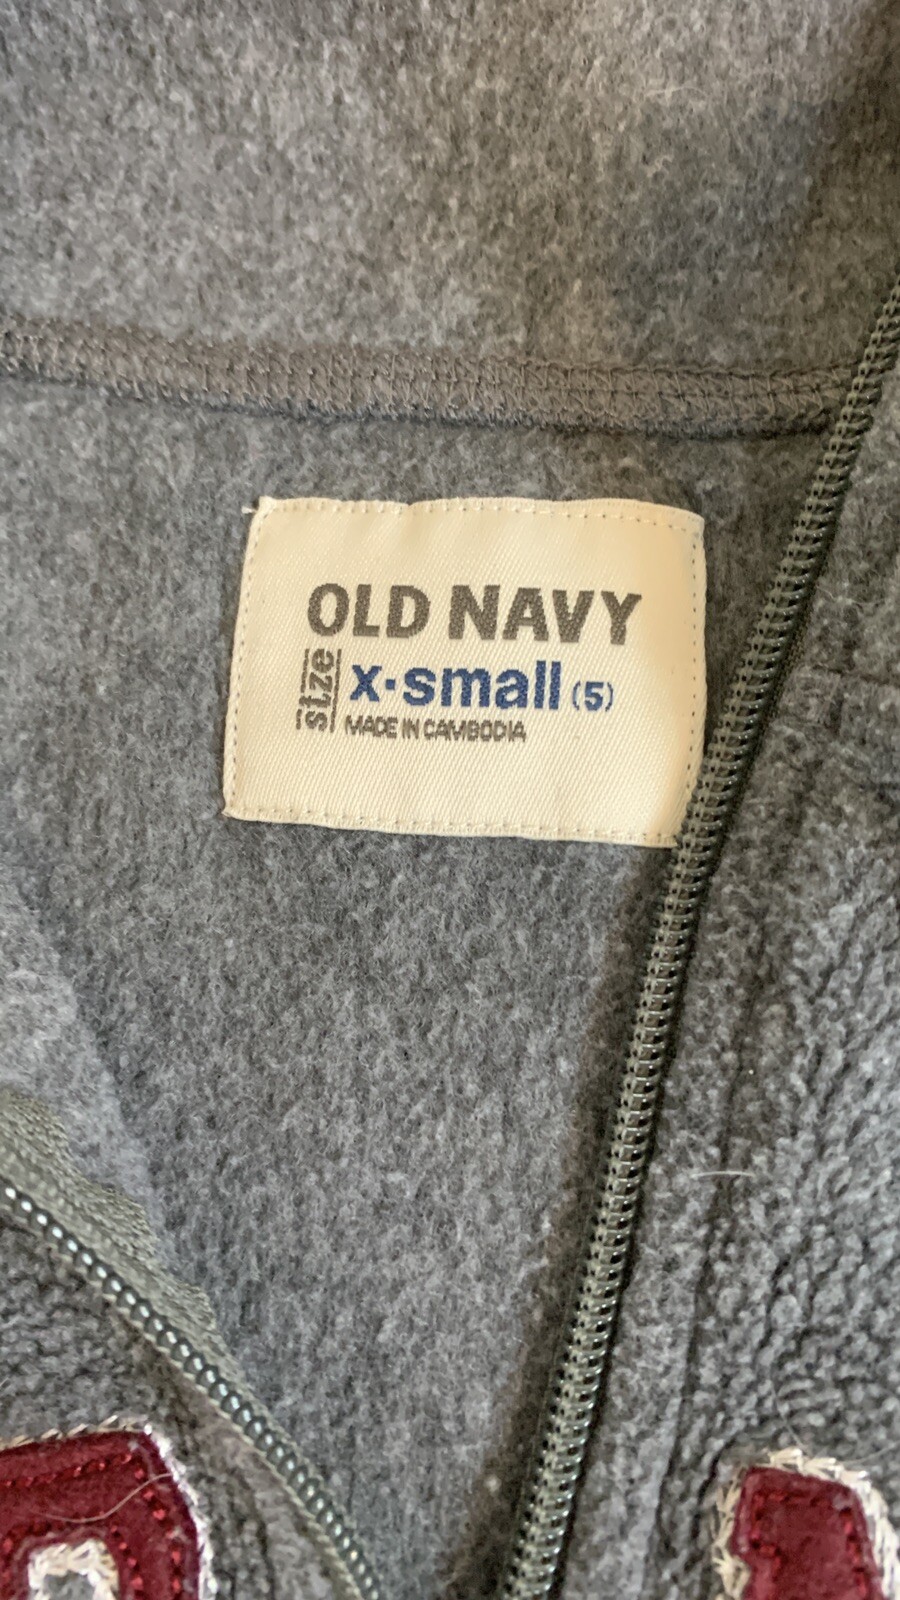 OLD NAVY
size
x·small (5)
MADE IN CAMBODIA